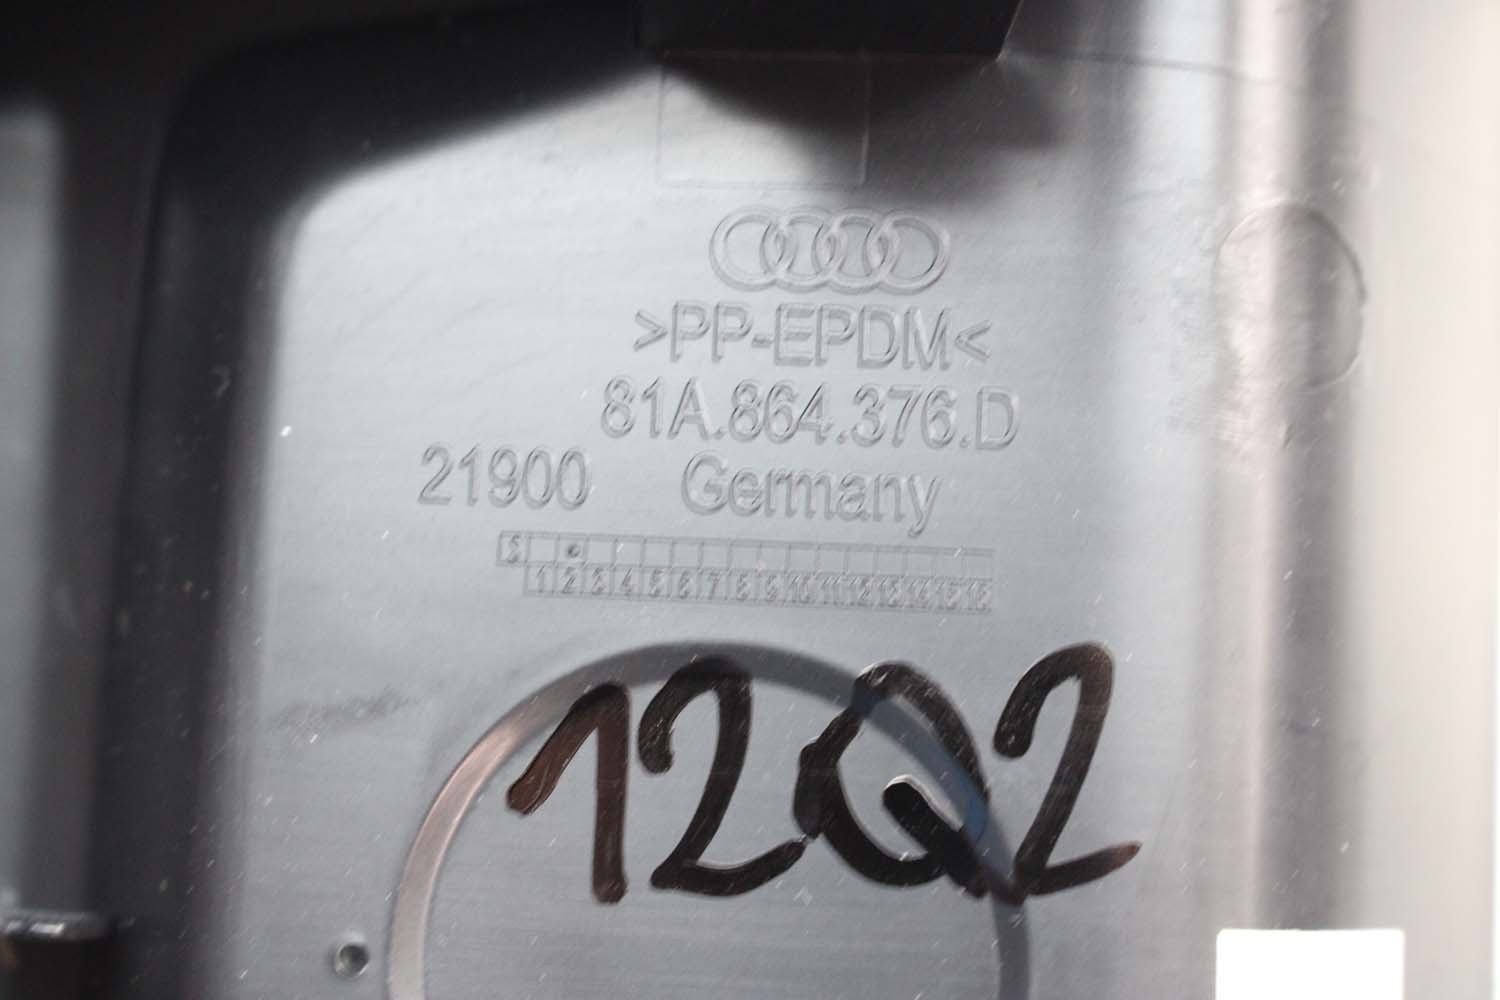 >PP-EPDM<
81A.864.376.D
21900 Germany
S
1 2 3 4 5 6 7 8 9 10 11 12 13 14 15 16
12Q2